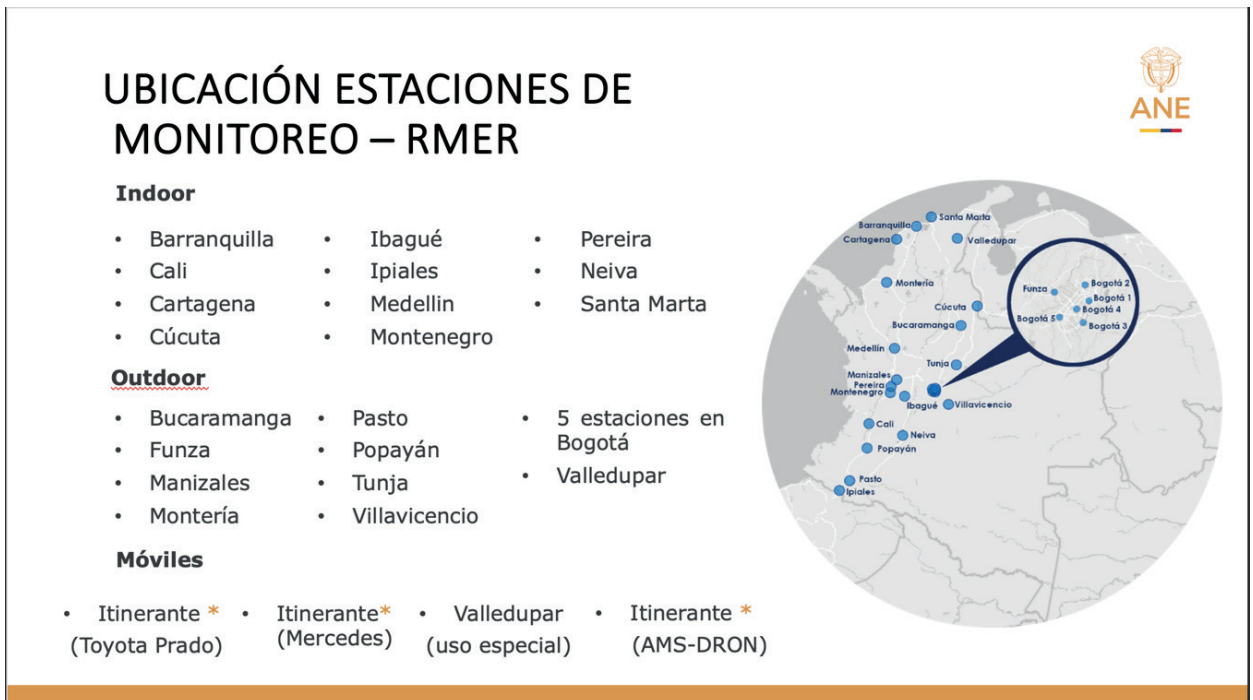 UBICACIÓN ESTACIONES DE
MONITOREO – RMER
ANE
Indoor
• Barranquilla
• Cali
• Cartagena
• Cúcuta
• Ibagué
• Ipiales
• Medellin
• Montenegro
• Pereira
• Neiva
• Santa Marta
Outdoor
• Bucaramanga
• Funza
• Manizales
• Montería
• Pasto
• Popayán
• Tunja
• Villavicencio
• 5 estaciones en
Bogotá
• Valledupar
Móviles
• Itinerante *
(Toyota Prado)
• Itinerante*
(Mercedes)
• Valledupar
(uso especial)
• Itinerante *
(AMS-DRON)
Santa Marta
Barranquilla
Cartagena
Valledupar
Montería
Cúcuta
Bucaramanga
Medellín
Tunja
Manizales
Pereira
Montenegro
Ibagué
Villavicencio
Cali
Neiva
Popayán
Pasto
Ipiales
Funza
Bogotá 2
Bogotá 1
Bogotá 4
Bogotá 5
Bogotá 3